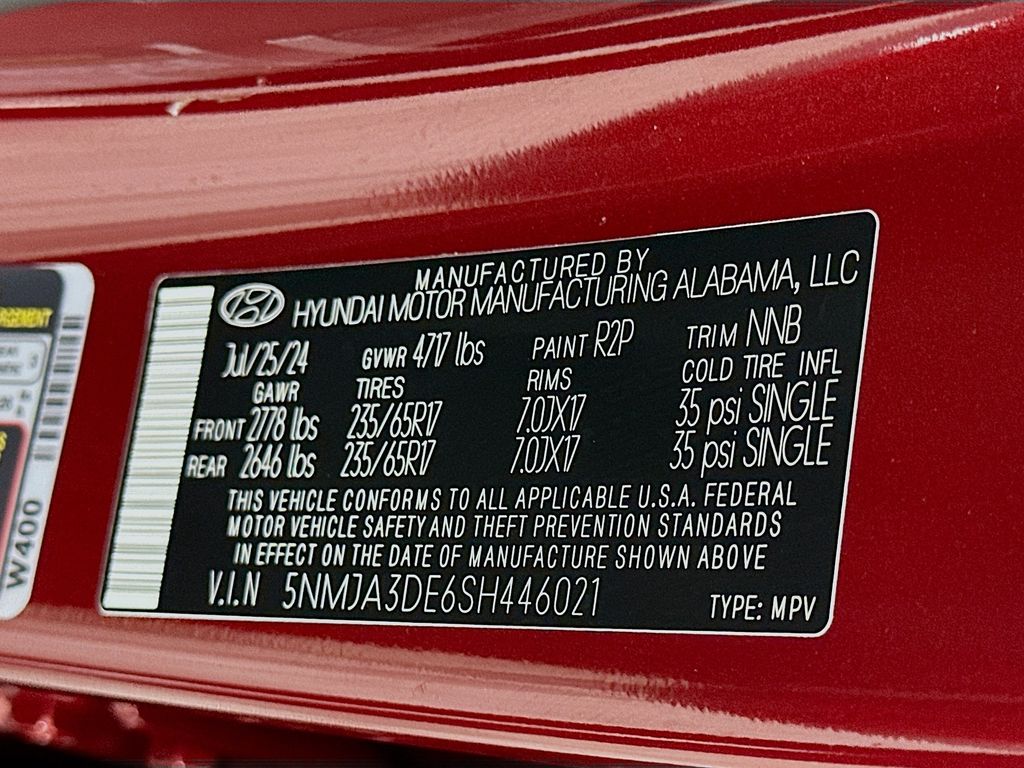 MANUFACTURED BY
HYUNDAI MOTOR MANUFACTURING ALABAMA, LLC
Jul/25/24 GVWR 4717 lbs PAINT R2P TRIM NNB
GAWR TIRES RIMS COLD TIRE INFL
FRONT 2778 lbs 235/65R17 7.0JX17 35 psi SINGLE
REAR 2646 lbs 235/65R17 7.0JX17 35 psi SINGLE
THIS VEHICLE CONFORMS TO ALL APPLICABLE U.S.A. FEDERAL
MOTOR VEHICLE SAFETY AND THEFT PREVENTION STANDARDS
IN EFFECT ON THE DATE OF MANUFACTURE SHOWN ABOVE
V.I.N 5NMJA3DE6SH446021 TYPE: MPV
W400